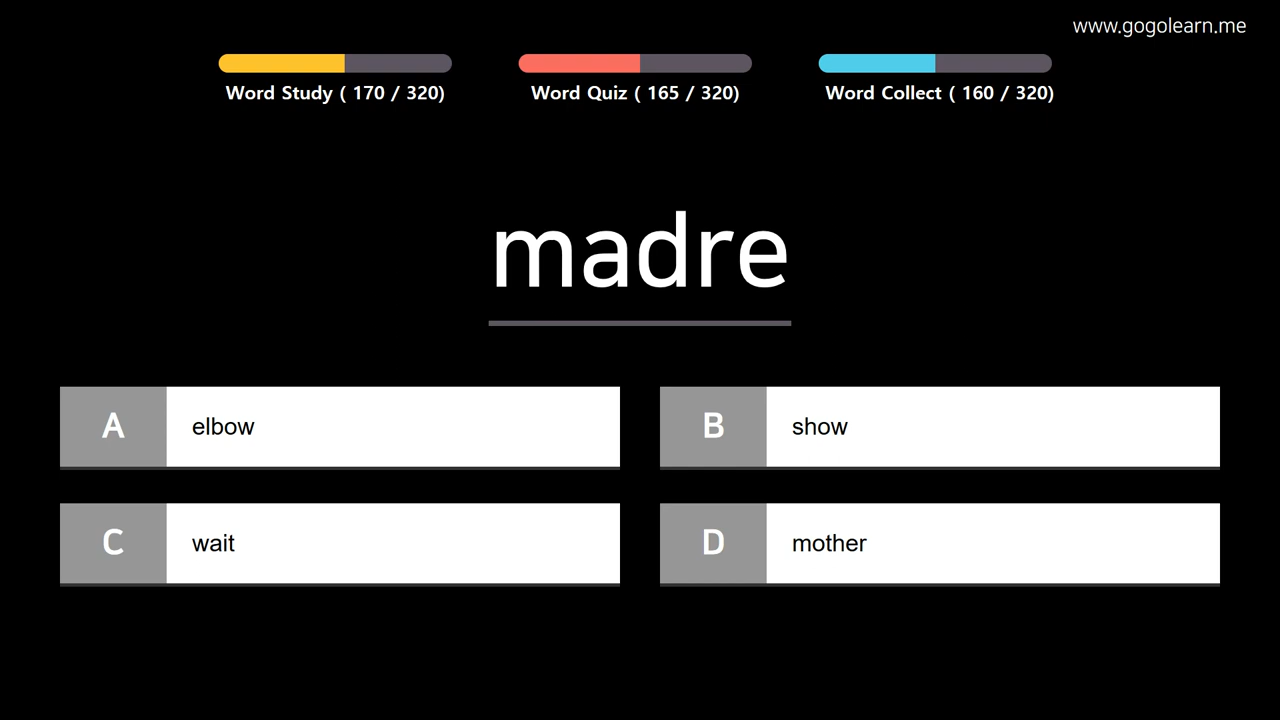 www.gogolearn.me
Word Study ( 170 / 320)
Word Quiz ( 165 / 320)
Word Collect ( 160 / 320)
madre
A elbow
B show
C wait
D mother